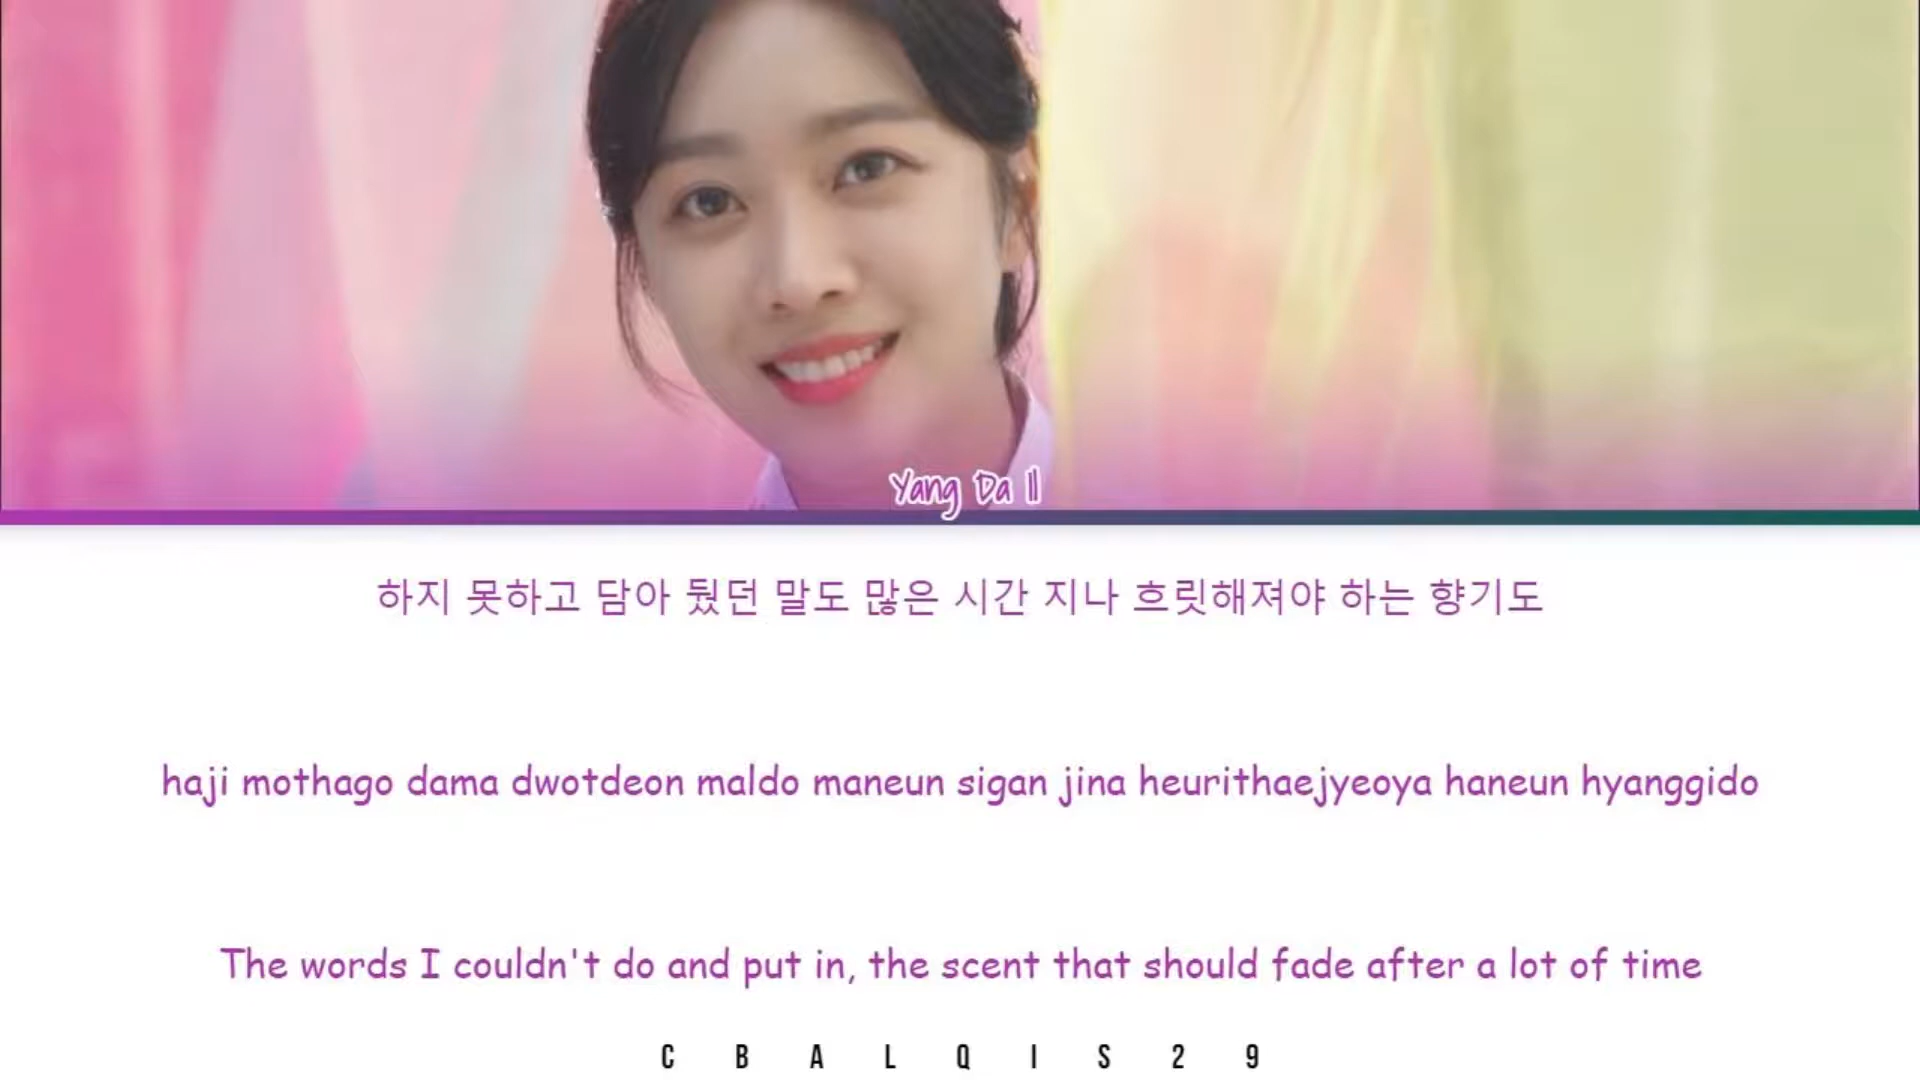 Yang Da Il
하지 못하고 담아 뒀던 말도 많은 시간 지나 흐릿해져야 하는 향기도
haji mothago dama dwotdeon maldo maneun sigan jina heurithaejyeoya haneun hyanggido
The words I couldn't do and put in, the scent that should fade after a lot of time
CBALQIS29